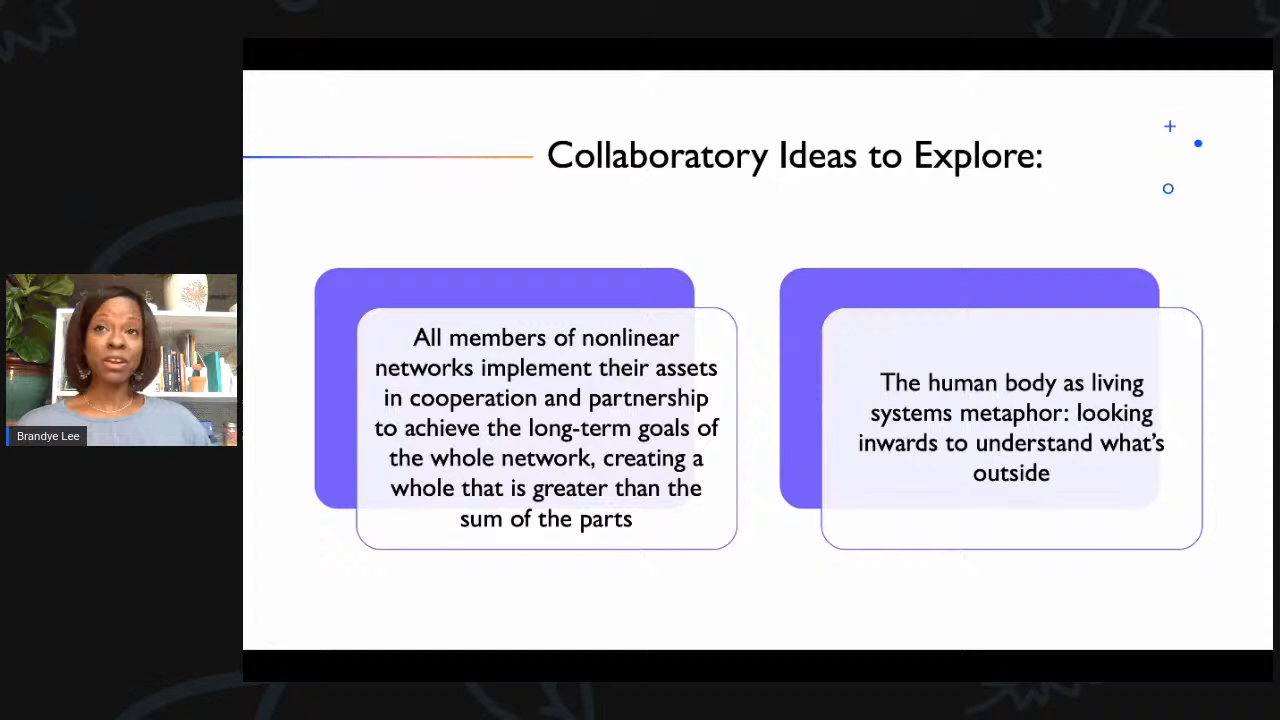 Collaboratory Ideas to Explore:
All members of nonlinear
networks implement their assets
in cooperation and partnership
to achieve the long-term goals of
the whole network, creating a
whole that is greater than the
sum of the parts
The human body as living
systems metaphor: looking
inwards to understand what’s
outside
Brandye Lee